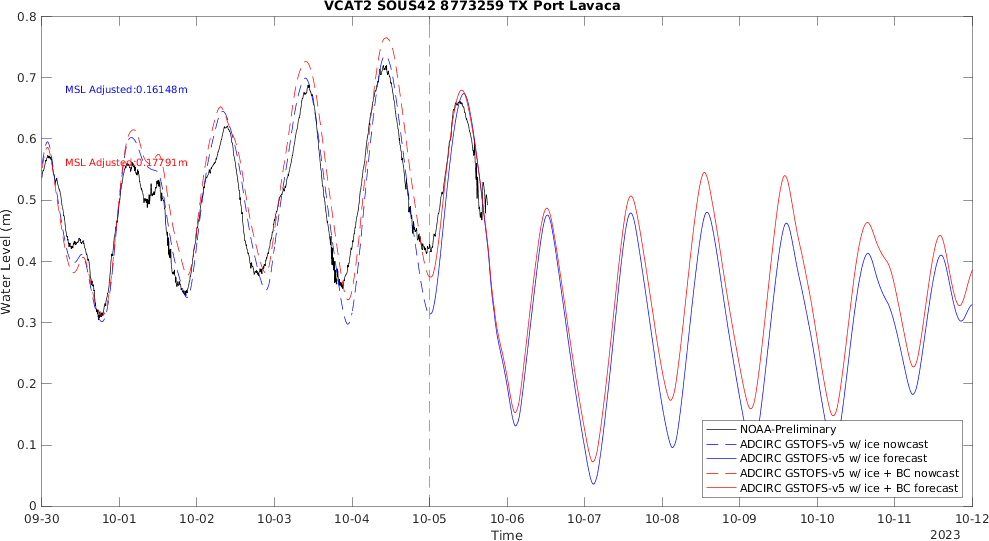 VCAT2 SOUS42 8773259 TX Port Lavaca
0.8
0.7
0.6
0.5
0.4
0.3
0.2
0.1
0
Water Level (m)
MSL Adjusted:0.16148m
MSL Adjusted:0.17791m
NOAA-Preliminary
ADCIRC GSTOFS-v5 w/ ice nowcast
ADCIRC GSTOFS-v5 w/ ice forecast
ADCIRC GSTOFS-v5 w/ ice + BC nowcast
ADCIRC GSTOFS-v5 w/ ice + BC forecast
09-30 10-01 10-02 10-03 10-04 10-05 10-06 10-07 10-08 10-09 10-10 10-11 10-12
Time
2023